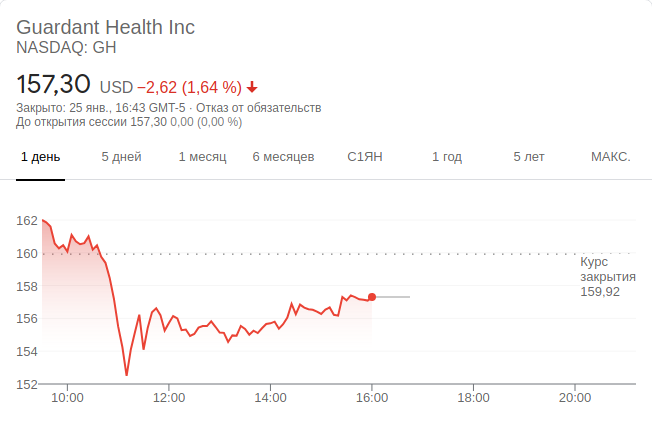 Guardant Health Inc
NASDAQ: GH
157,30 USD −2,62 (1,64 %)
Закрыто: 25 янв., 16:43 GMT-5 · Отказ от обязательств
До открытия сессии 157,30 0,00 (0,00 %)
1 день 5 дней 1 месяц 6 месяцев С1ЯН 1 год 5 лет МАКС.
162
160
158
156
154
152
Курс
закрытия
159,92
10:00 12:00 14:00 16:00 18:00 20:00